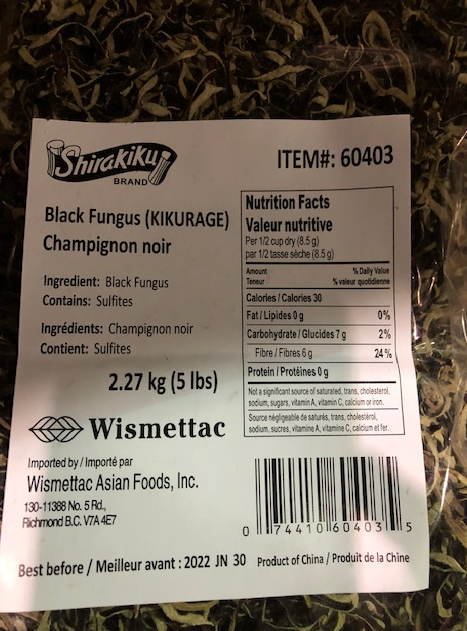 Shirakiku
BRAND
ITEM#: 60403
Black Fungus (KIKURAGE)
Champignon noir
Ingredient: Black Fungus
Contains: Sulfites
Ingrédients: Champignon noir
Contient: Sulfites
2.27 kg (5 lbs)
Nutrition Facts
Valeur nutritive
Per 1/2 cup dry (8.5 g)
par 1/2 tasse sèche (8.5 g)
Amount % Daily Value
Teneur % valeur quotidienne
Calories / Calories 30
Fat / Lipides 0 g 0%
Carbohydrate / Glucides 7 g 2%
Fibre / Fibres 6 g 24%
Protein / Protéines 0 g
Not a significant source of saturated, trans, cholesterol,
sodium, sugars, vitamin A, vitamin C, calcium or iron.
Source négligeable de saturés, trans, cholestérol,
sodium, sucres, vitamine A, vitamine C, calcium et fer.
Wismettac
Imported by / Importé par
Wismettac Asian Foods, Inc.
130-11388 No. 5 Rd.,
Richmond B.C. V7A 4E7
0 74410 60403 5
Best before / Meilleur avant : 2022 JN 30 Product of China / Produit de la Chine